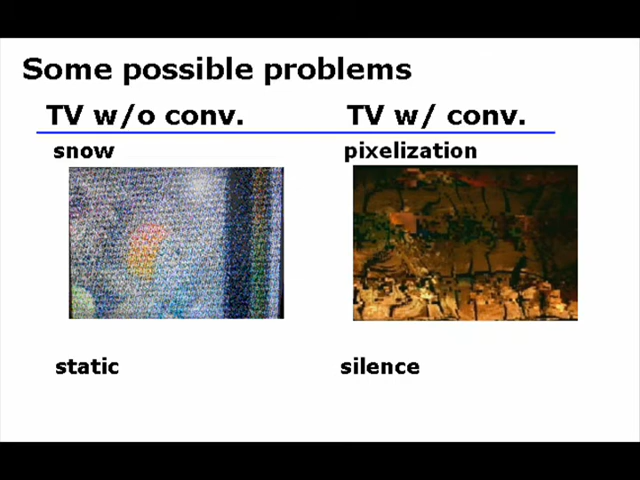 Some possible problems
TV w/o conv.
TV w/ conv.
snow
pixelization
static
silence